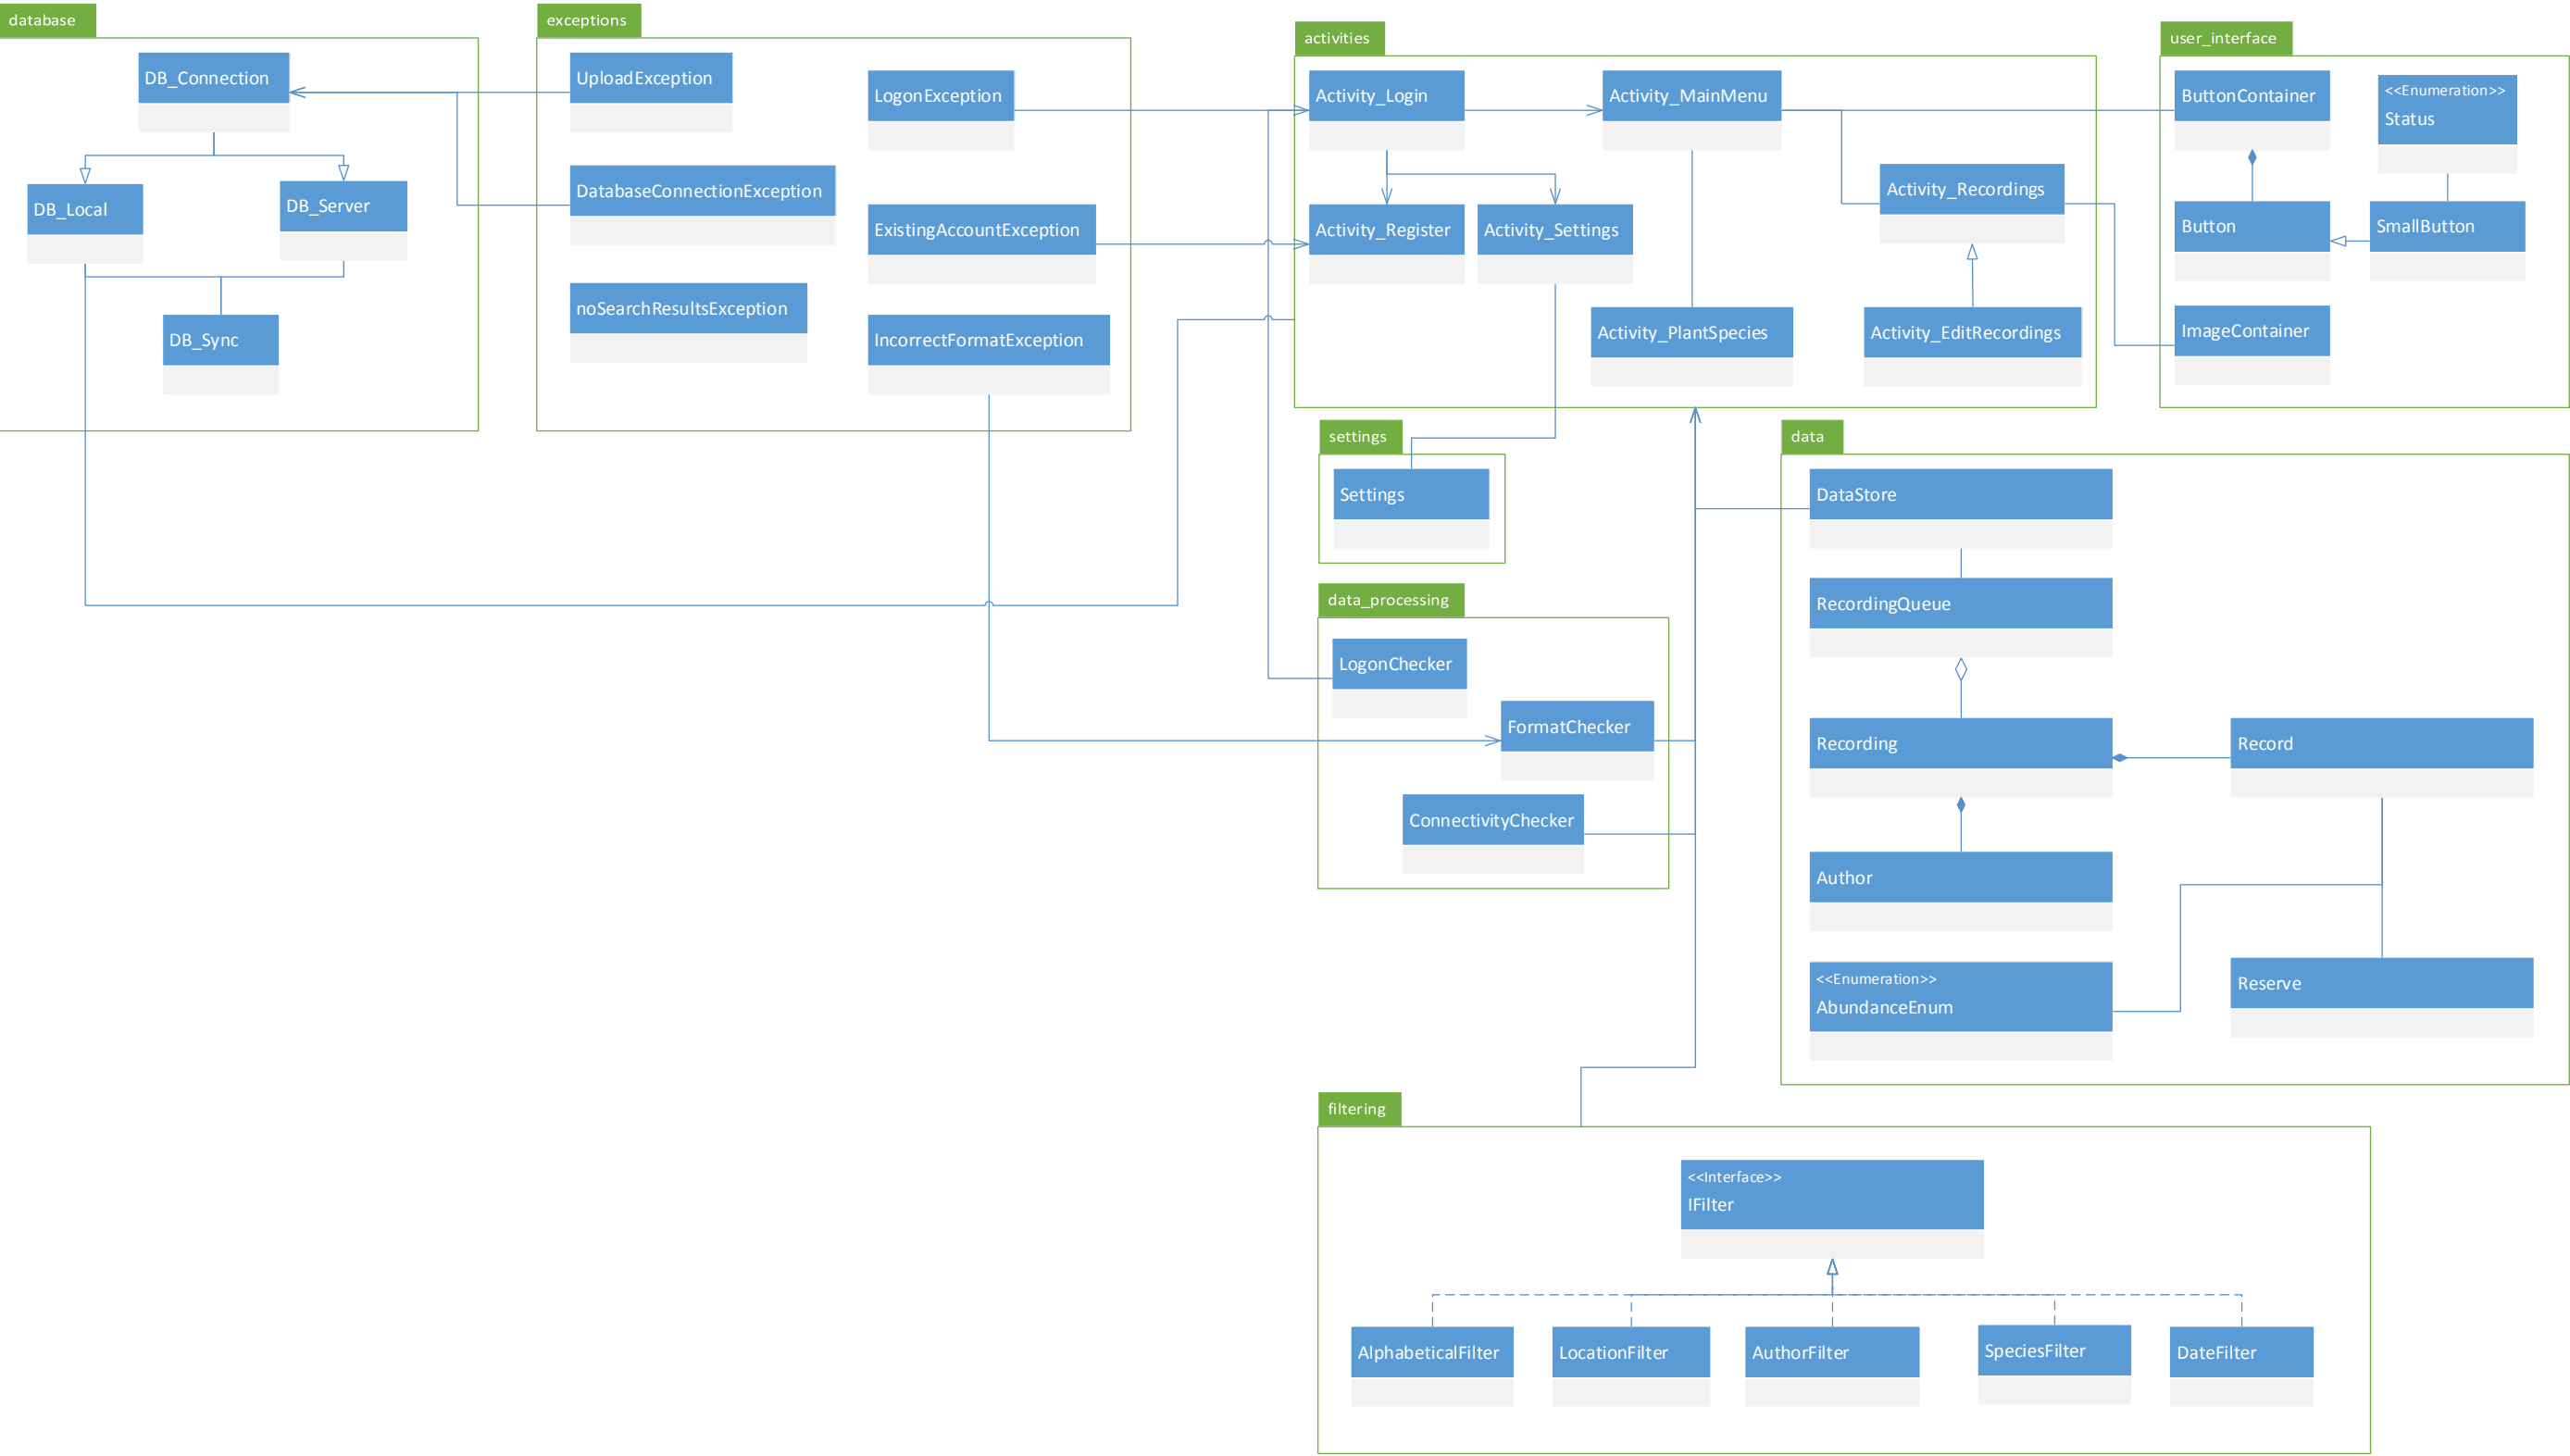 database
DB_Connection
DB_Local
DB_Server
DB_Sync
exceptions
UploadException
LogonException
DatabaseConnectionException
ExistingAccountException
noSearchResultsException
IncorrectFormatException
activities
Activity_Login
Activity_MainMenu
Activity_Recordings
Activity_Register
Activity_Settings
Activity_PlantSpecies
Activity_EditRecordings
user_interface
ButtonContainer
<<Enumeration>>
Status
Button
SmallButton
ImageContainer
settings
Settings
data
DataStore
RecordingQueue
Recording
Record
Author
<<Enumeration>>
AbundanceEnum
Reserve
data_processing
LogonChecker
FormatChecker
ConnectivityChecker
filtering
<<Interface>>
IFilter
AlphabeticalFilter
LocationFilter
AuthorFilter
SpeciesFilter
DateFilter